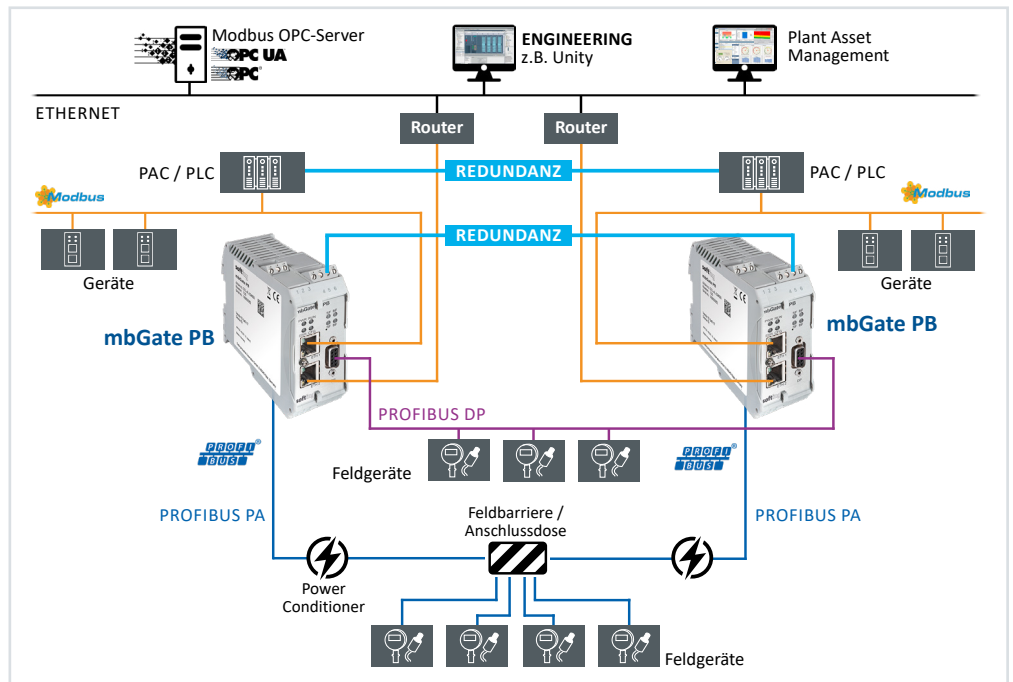 Modbus OPC-Server
OPC UA
OPC
ENGINEERING
z.B. Unity
Plant Asset
Management
ETHERNET
Router
Router
PAC / PLC
REDUNDANZ
PAC / PLC
Modbus
Modbus
REDUNDANZ
Geräte
Geräte
mbGate PB
mbGate PB
PROFIBUS DP
PROFI
BUS
Feldgeräte
PROFI
BUS
PROFIBUS PA
Feldbarriere /
Anschlussdose
PROFIBUS PA
Power
Conditioner
Feldgeräte